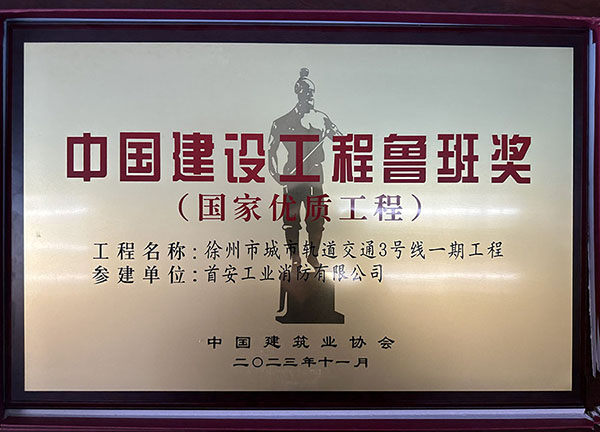 中国建设工程鲁班奖
（国家优质工程）
工程名称：徐州市城市轨道交通3号线一期工程
参建单位：首安工业消防有限公司
中国建筑业协会
二〇二三年十一月